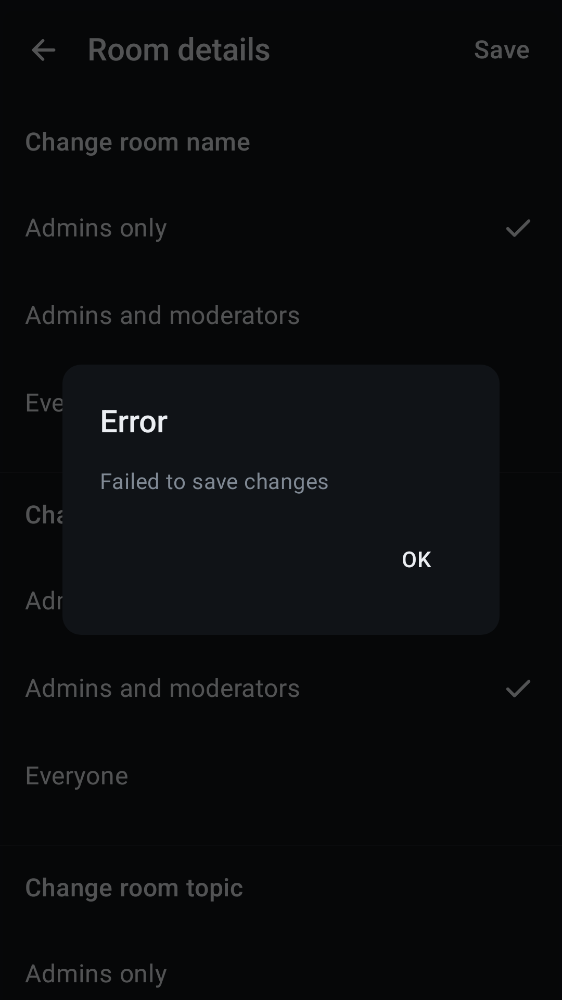 Room details
Save
Change room name
Admins only
Admins and moderators
Eve
Error
Failed to save changes
OK
Cha
Adm
Admins and moderators
Everyone
Change room topic
Admins only